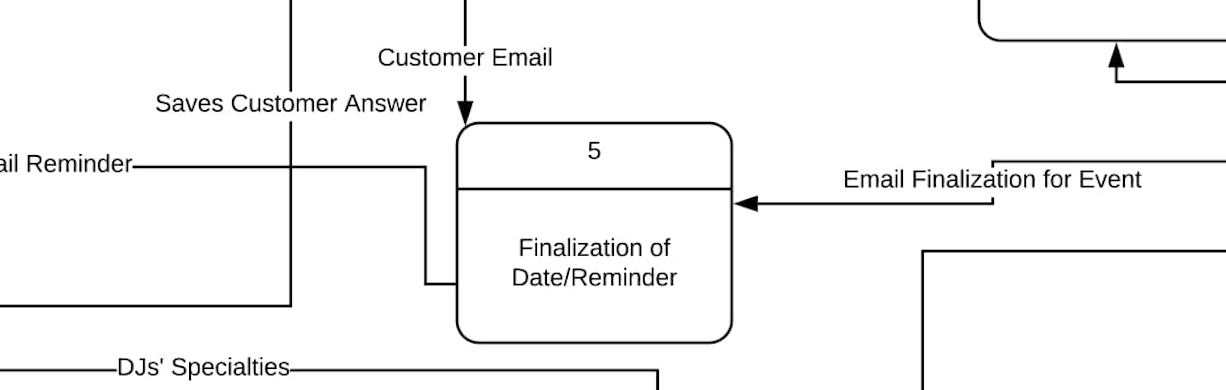 Customer Email
Saves Customer Answer
5
ail Reminder
Email Finalization for Event
Finalization of
Date/Reminder
DJs' Specialties